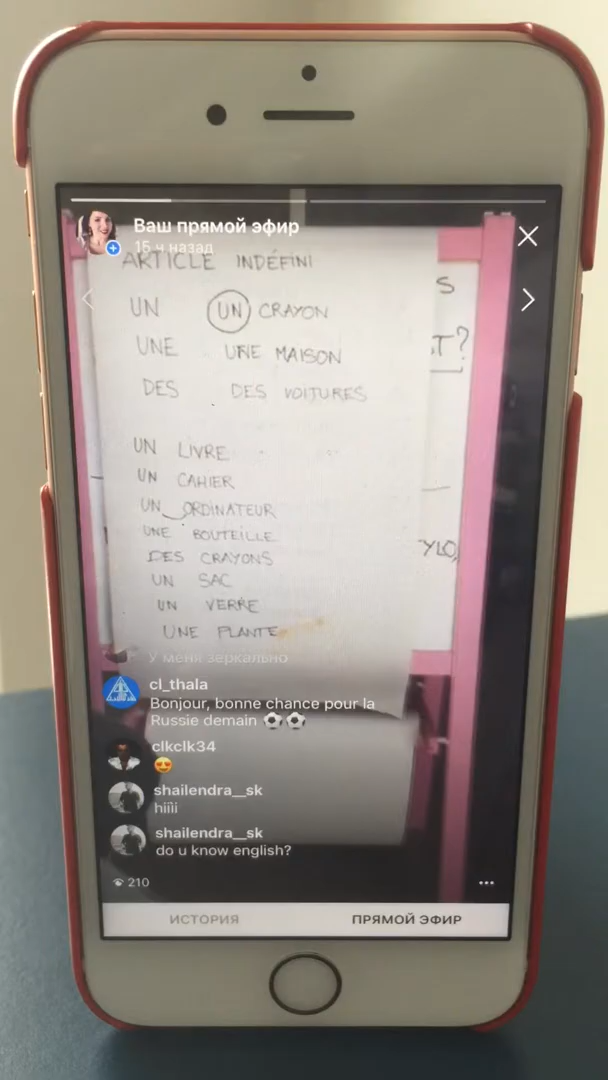 Ваш прямой эфир
15 ч назад
ARTICLE INDÉFINI
UN UN CRAYON
UNE UNE MAISON
DES DES VOITURES
UN LIVRE
UN CAHIER
UN ORDINATEUR
UNE BOUTEILLE
DES CRAYONS
UN SAC
UN VERRE
UNE PLANTE
S
T?
YLO,
У меня зеркально
cl_thala
Bonjour, bonne chance pour la
Russie demain ⚽⚽
clkclk34
😍
shailendra__sk
hiiii
shailendra__sk
do u know english?
210
ИСТОРИЯ ПРЯМОЙ ЭФИР